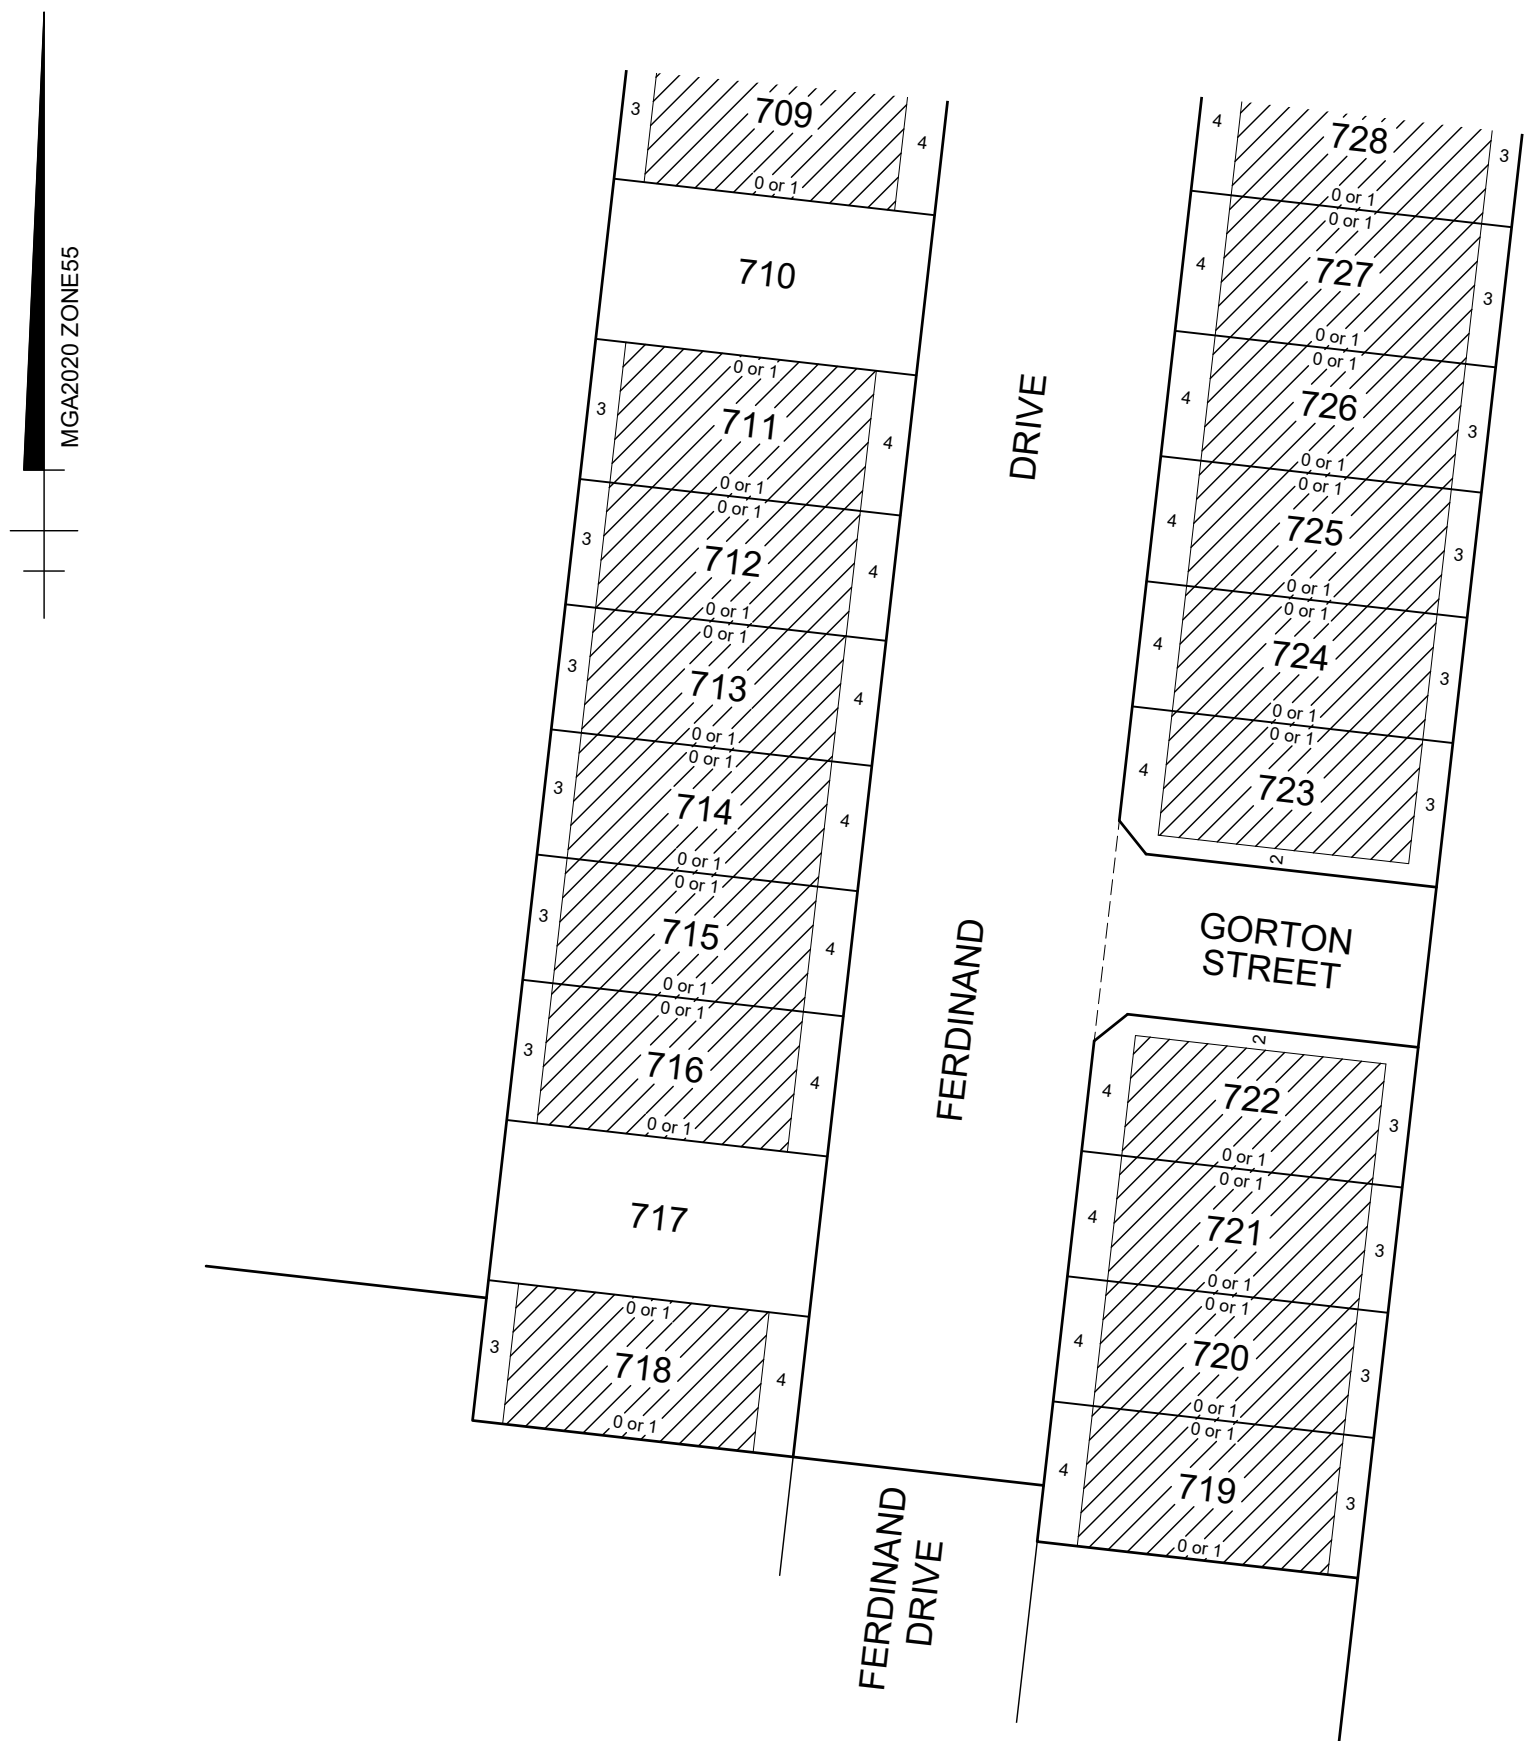 MGA2020 ZONE55
3
709
4
0 or 1
710
0 or 1
3
711
4
0 or 1
0 or 1
3
712
4
0 or 1
0 or 1
3
713
4
0 or 1
0 or 1
3
714
4
0 or 1
0 or 1
3
715
4
0 or 1
0 or 1
3
716
4
0 or 1
717
0 or 1
3
718
4
0 or 1
FERDINAND
DRIVE
FERDINAND
DRIVE
4
728
3
0 or 1
0 or 1
4
727
3
0 or 1
0 or 1
4
726
3
0 or 1
0 or 1
4
725
3
0 or 1
0 or 1
4
724
3
0 or 1
0 or 1
4
723
3
2
GORTON
STREET
2
4
722
3
0 or 1
0 or 1
4
721
3
0 or 1
0 or 1
4
720
3
0 or 1
0 or 1
4
719
3
0 or 1